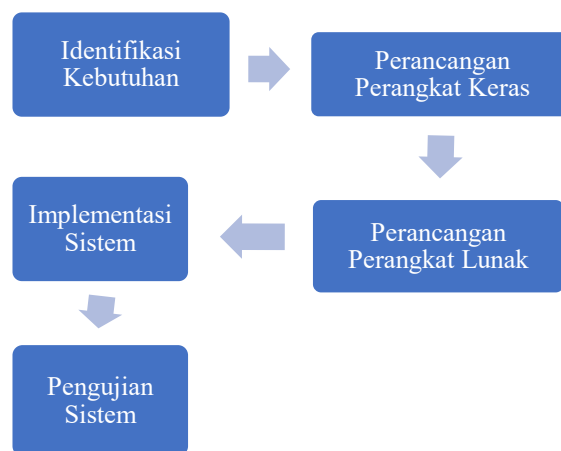 Identifikasi
Kebutuhan
Perancangan
Perangkat Keras
Perancangan
Perangkat Lunak
Implementasi
Sistem
Pengujian
Sistem